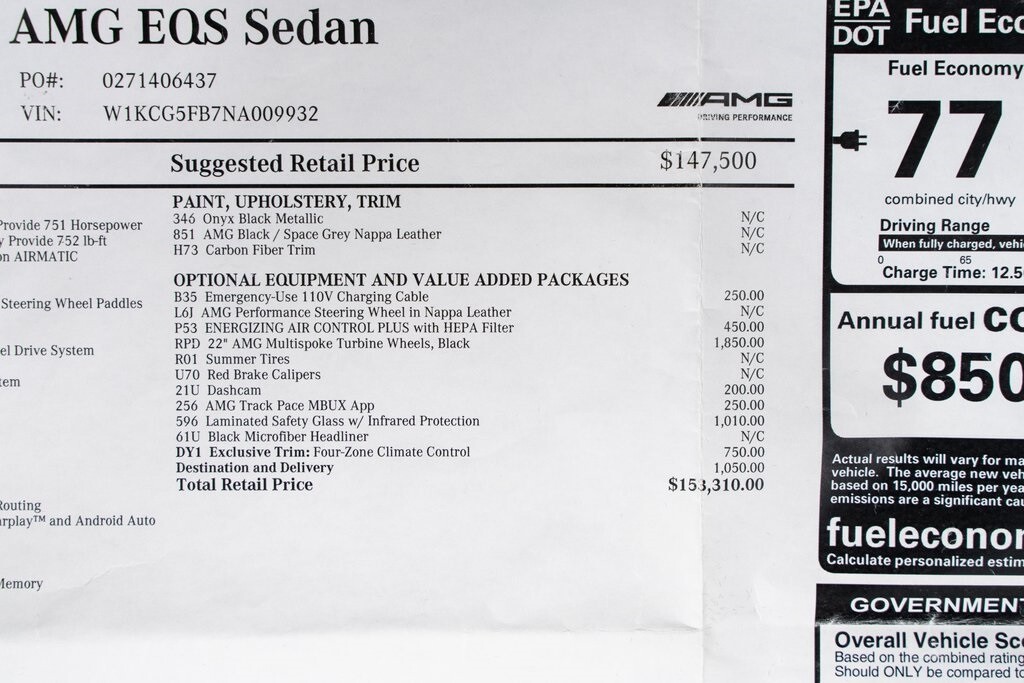 AMG EQS Sedan
PO#: 0271406437
VIN: W1KCG5FB7NA009932
AMG
DRIVING PERFORMANCE
Suggested Retail Price $147,500
Provide 751 Horsepower
Provide 752 lb-ft
AIRMATIC
Steering Wheel Paddles
Drive System
Routing
and Android Auto
Memory
PAINT, UPHOLSTERY, TRIM
346 Onyx Black Metallic N/C
851 AMG Black / Space Grey Nappa Leather N/C
H73 Carbon Fiber Trim N/C
OPTIONAL EQUIPMENT AND VALUE ADDED PACKAGES
B35 Emergency-Use 110V Charging Cable 250.00
L6J AMG Performance Steering Wheel in Nappa Leather N/C
P53 ENERGIZING AIR CONTROL PLUS with HEPA Filter 450.00
RPD 22" AMG Multispoke Turbine Wheels, Black 1,850.00
R01 Summer Tires N/C
U70 Red Brake Calipers N/C
21U Dashcam 200.00
256 AMG Track Pace MBUX App 250.00
596 Laminated Safety Glass w/ Infrared Protection 1,010.00
61U Black Microfiber Headliner N/C
DY1 Exclusive Trim: Four-Zone Climate Control 750.00
Destination and Delivery 1,050.00
Total Retail Price $153,310.00
EPA
DOT
Fuel Eco
Fuel Economy
77
combined city/hwy
Driving Range
When fully charged, vehi
0 65
Charge Time: 12.5
Annual fuel co
$850
Actual results will vary for ma
vehicle. The average new veh
based on 15,000 miles per yea
emissions are a significant cau
fueleconom
Calculate personalized estim
GOVERNMENT
Overall Vehicle Sco
Based on the combined rating
Should ONLY be compared to